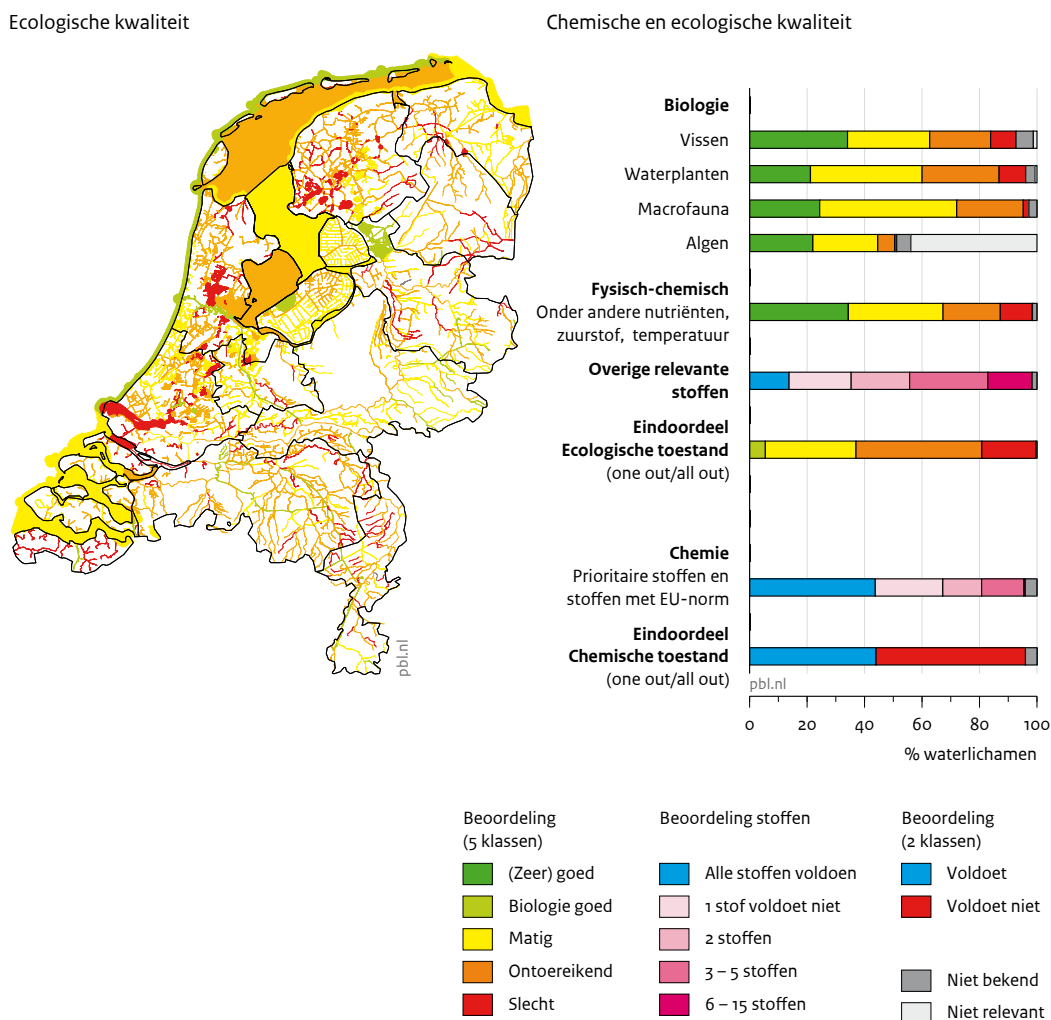 Ecologische kwaliteit
Chemische en ecologische kwaliteit
Biologie
Vissen
Waterplanten
Macrofauna
Algen
Fysisch-chemisch
Onder andere nutriënten,
zuurstof, temperatuur
Overige relevante
stoffen
Eindoordeel
Ecologische toestand
(one out/all out)
Chemie
Prioritaire stoffen en
stoffen met EU-norm
Eindoordeel
Chemische toestand
(one out/all out)
pbl.nl
pbl.nl
0 20 40 60 80 100
% waterlichamen
Beoordeling
(5 klassen)
(Zeer) goed
Biologie goed
Matig
Ontoereikend
Slecht
Beoordeling stoffen
Alle stoffen voldoen
1 stof voldoet niet
2 stoffen
3 – 5 stoffen
6 – 15 stoffen
Beoordeling
(2 klassen)
Voldoet
Voldoet niet
Niet bekend
Niet relevant